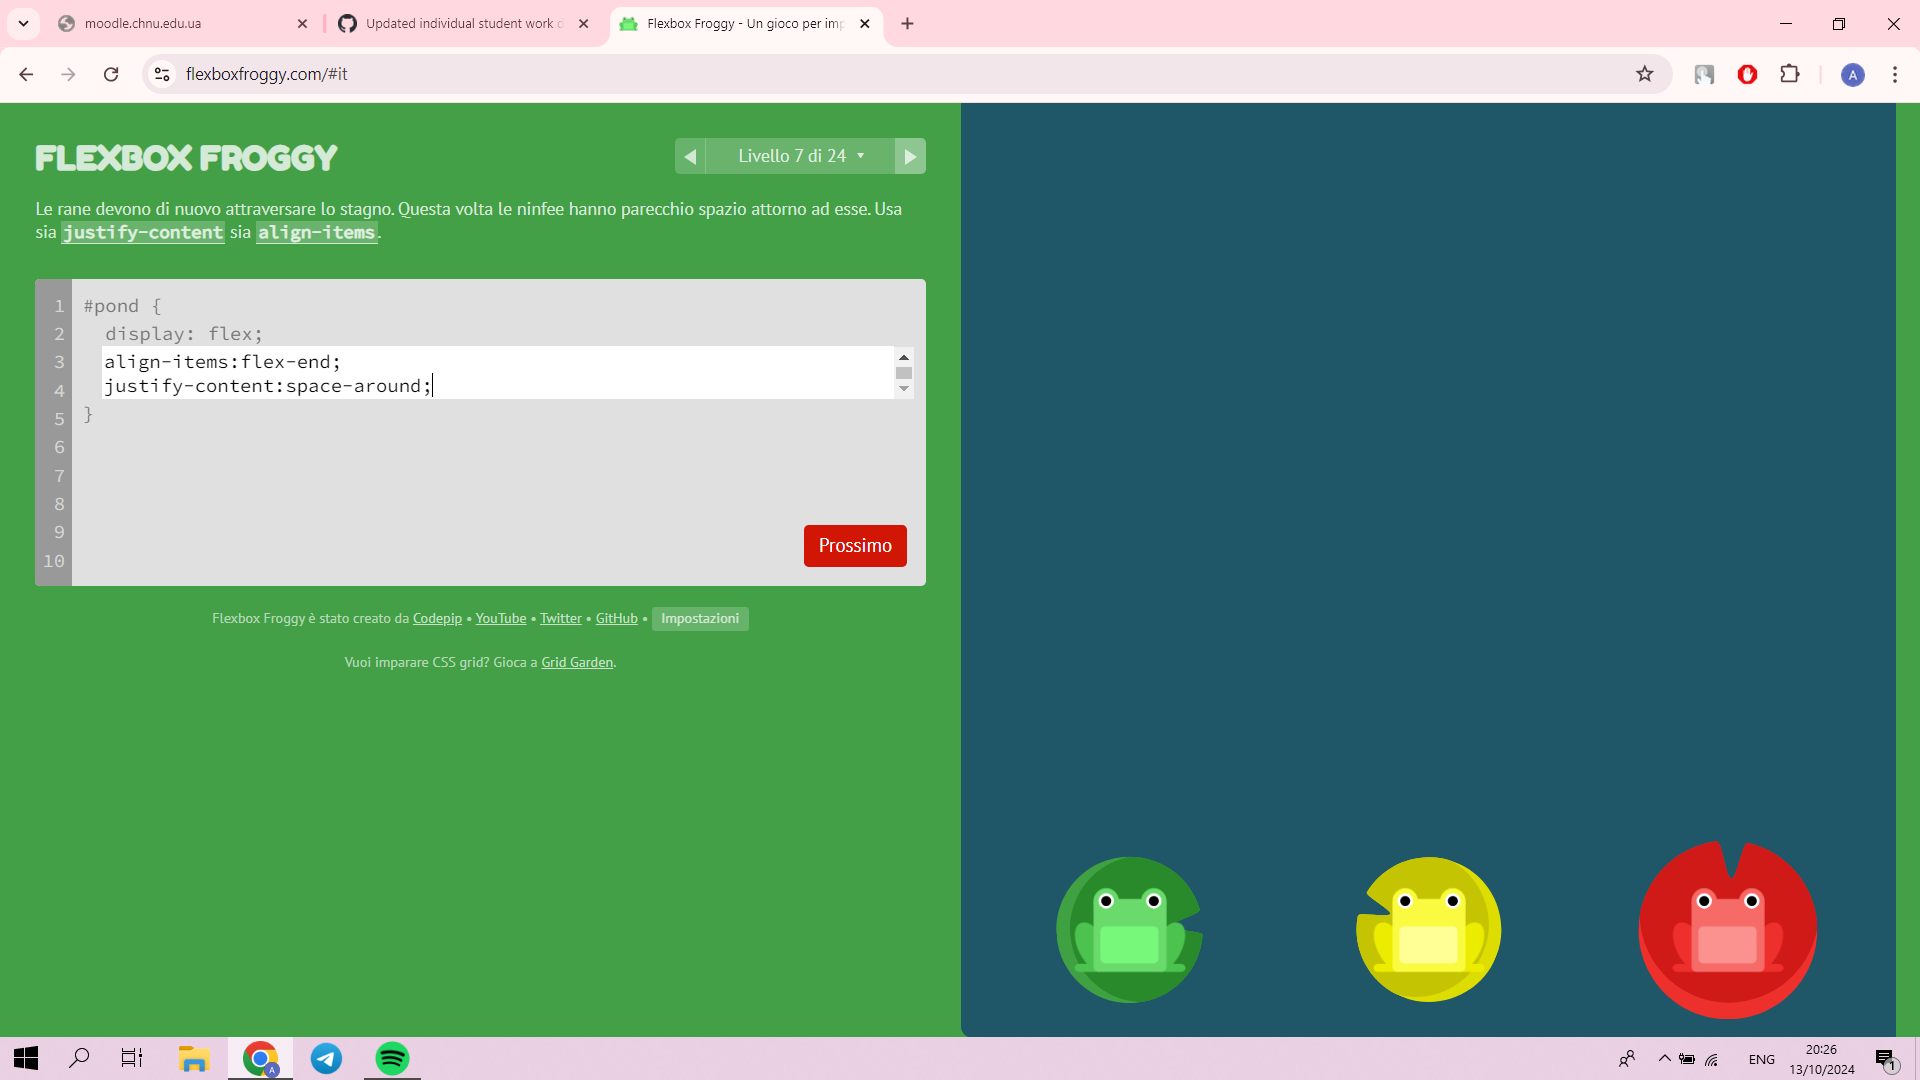 moodle.chnu.edu.ua
Updated individual student work
Flexbox Froggy - Un gioco per imp
flexboxfroggy.com/#it
A
FLEXBOX FROGGY
Livello 7 di 24
Le rane devono di nuovo attraversare lo stagno. Questa volta le ninfee hanno parecchio spazio attorno ad esse. Usa
sia justify-content sia align-items.
1 #pond {
2 display: flex;
3 align-items:flex-end;
4 justify-content:space-around;
5 }
6
7
8
9
10
Prossimo
Flexbox Froggy è stato creato da Codepip • YouTube • Twitter • GitHub • Impostazioni
Vuoi imparare CSS grid? Gioca a Grid Garden.
A
ENG
20:26
13/10/2024
1